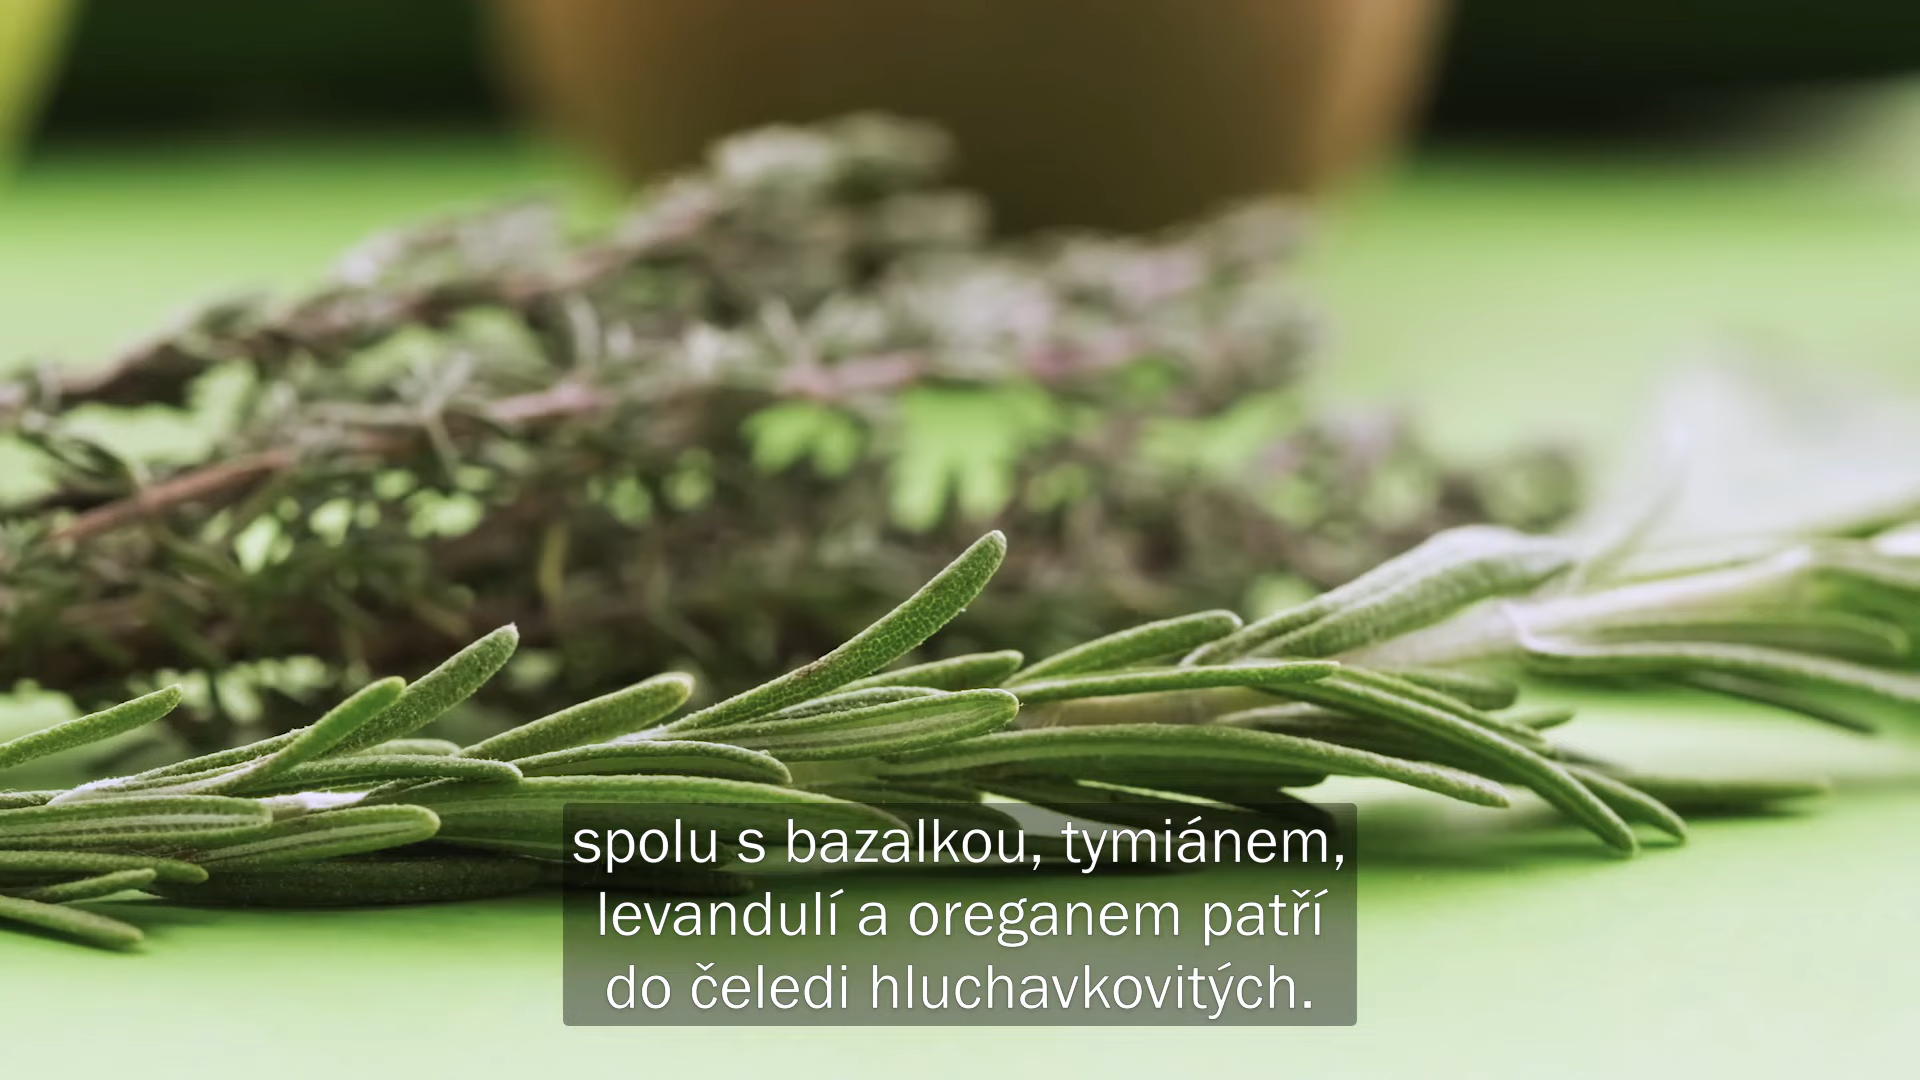 spolu s bazalkou, tymiánem,
levandulí a oreganem patří
do čeledi hluchavkovitých.